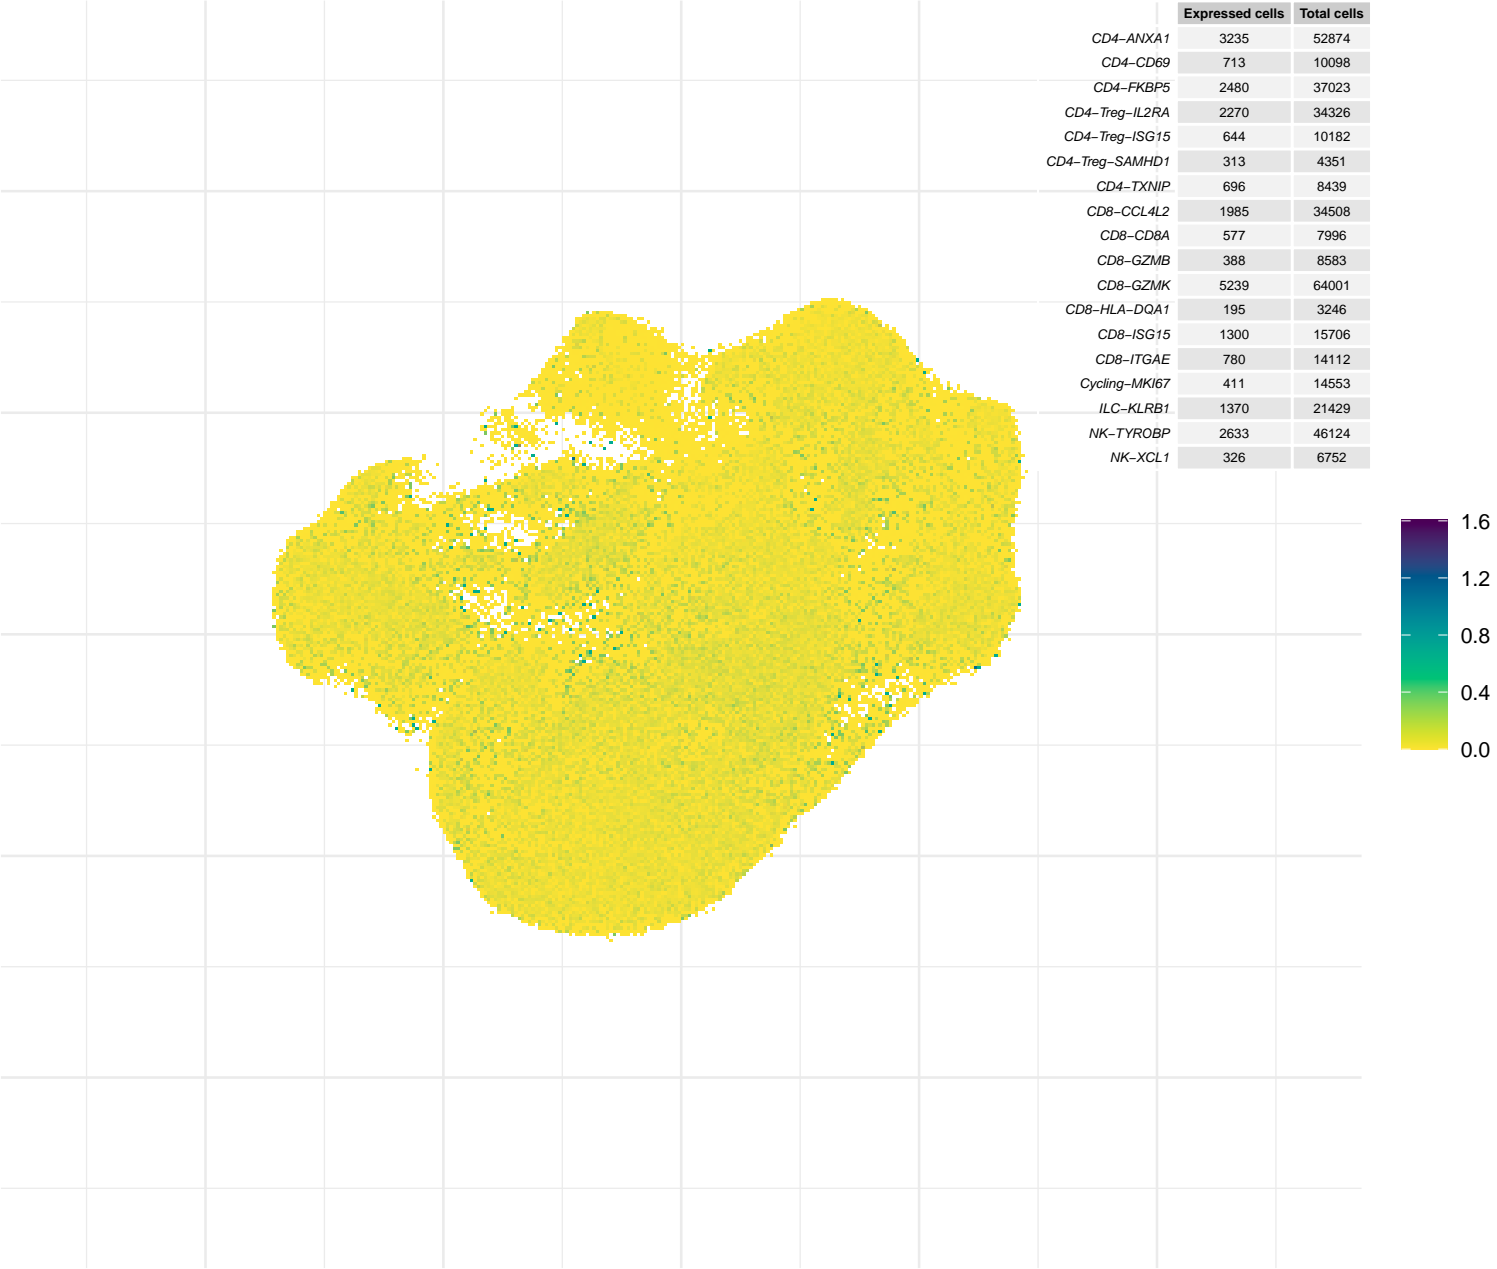 Expressed cells Total cells
CD4−ANXA1 3235 52874
CD4−CD69 713 10098
CD4−FKBP5 2480 37023
CD4−Treg−IL2RA 2270 34326
CD4−Treg−ISG15 644 10182
CD4−Treg−SAMHD1 313 4351
CD4−TXNIP 696 8439
CD8−CCL4L2 1985 34508
CD8−CD8A 577 7996
CD8−GZMB 388 8583
CD8−GZMK 5239 64001
CD8−HLA−DQA1 195 3246
CD8−ISG15 1300 15706
CD8−ITGAE 780 14112
Cycling−MKI67 411 14553
ILC−KLRB1 1370 21429
NK−TYROBP 2633 46124
NK−XCL1 326 6752
1.6
1.2
0.8
0.4
0.0